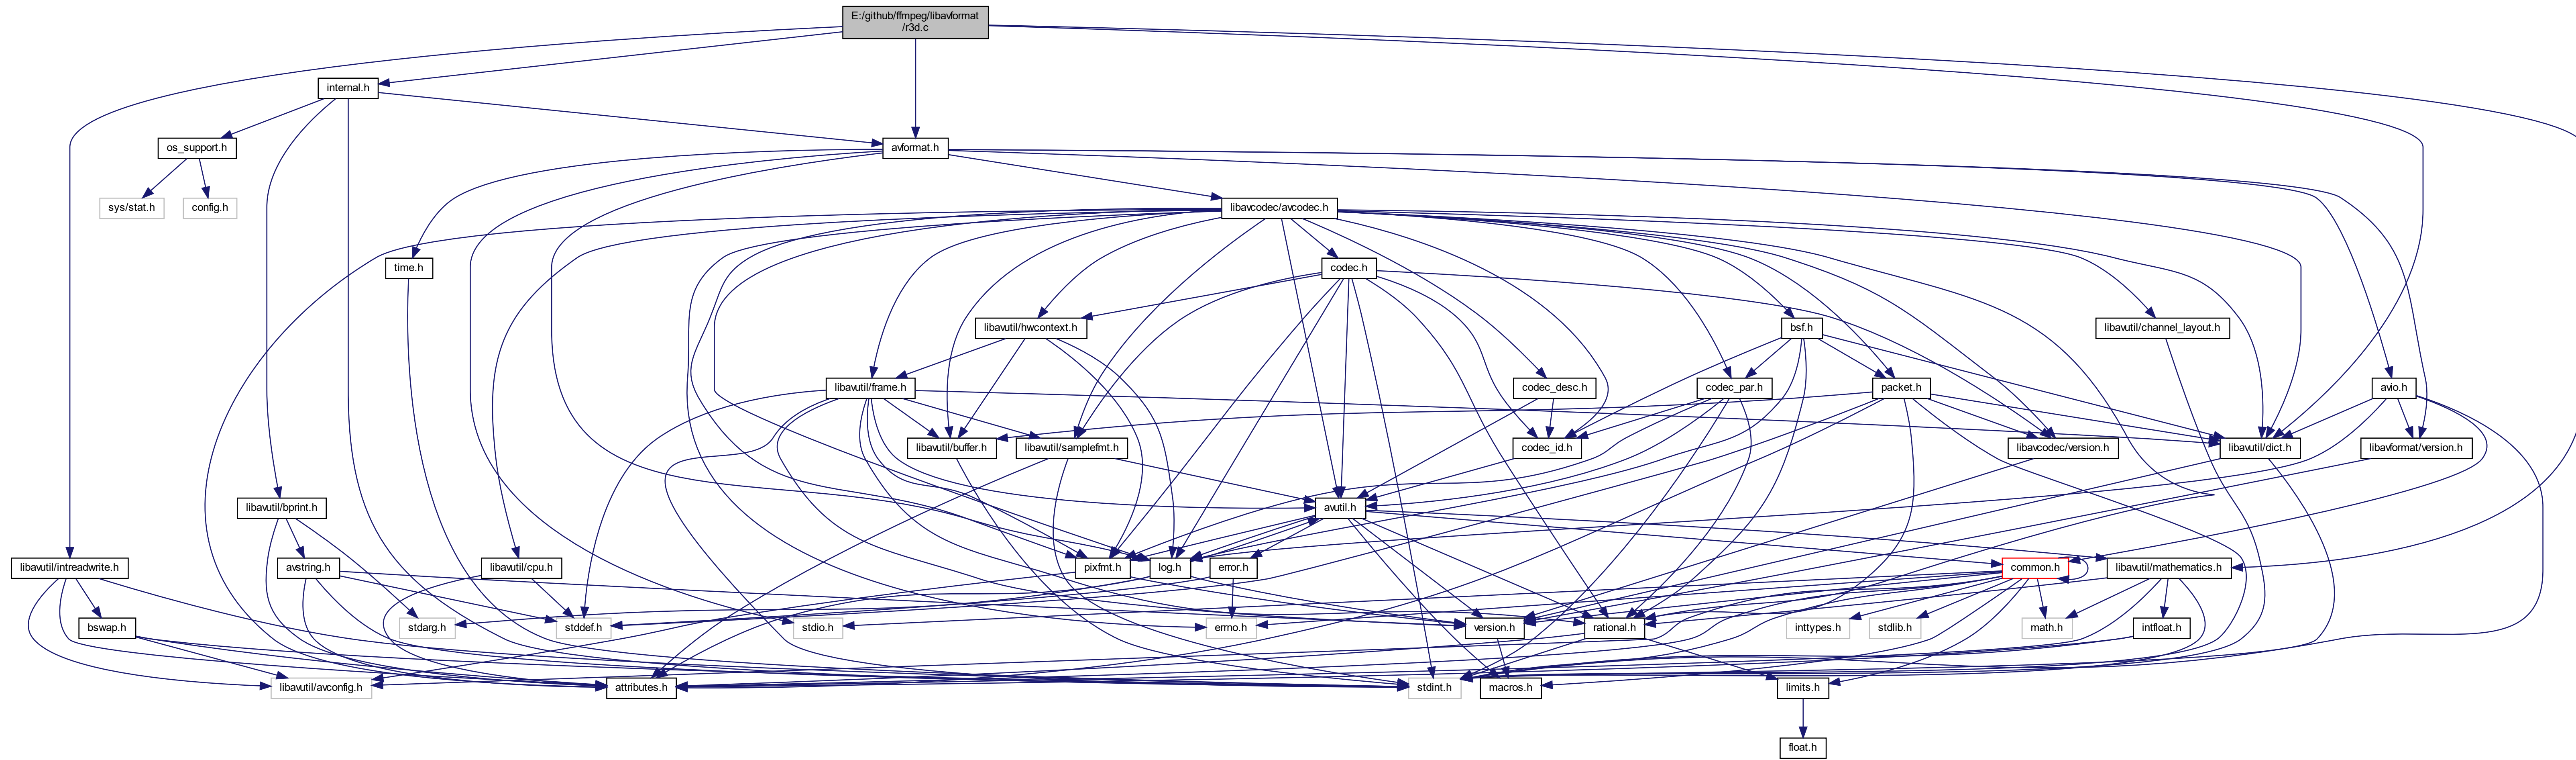 E:/github/ffmpeg/libavformat
/r3d.c
internal.h
os_support.h
avformat.h
sys/stat.h
config.h
libavcodec/avcodec.h
time.h
codec.h
libavutil/hwcontext.h
bsf.h
libavutil/channel_layout.h
libavutil/frame.h
codec_desc.h
codec_par.h
packet.h
avio.h
libavutil/buffer.h
libavutil/samplefmt.h
codec_id.h
libavcodec/version.h
libavutil/dict.h
libavformat/version.h
libavutil/bprint.h
avutil.h
libavutil/intreadwrite.h
avstring.h
libavutil/cpu.h
pixfmt.h
log.h
error.h
common.h
libavutil/mathematics.h
bswap.h
stdarg.h
stddef.h
stdio.h
errno.h
version.h
rational.h
inttypes.h
stdlib.h
math.h
intfloat.h
libavutil/avconfig.h
attributes.h
stdint.h
macros.h
limits.h
float.h